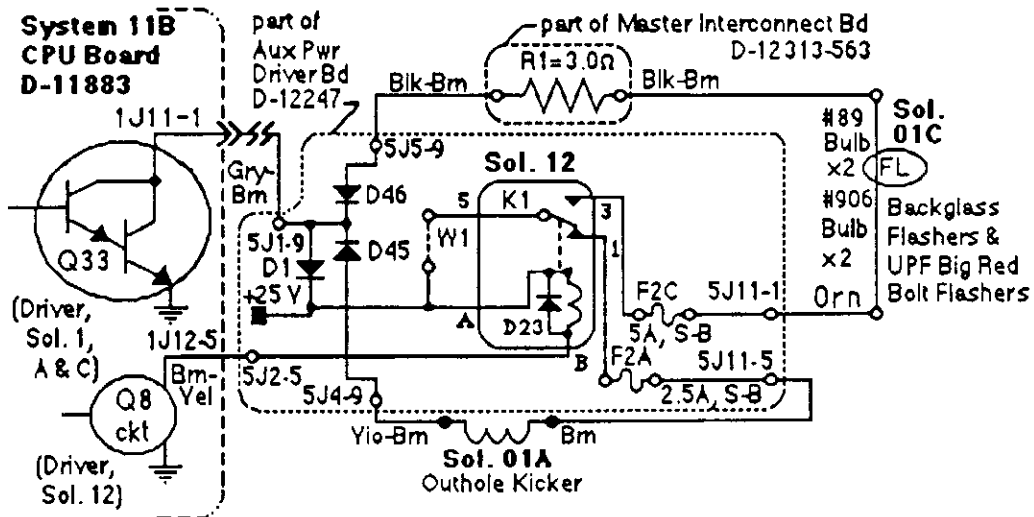 System 11B
CPU Board
D-11883
part of
Aux Pwr
Driver Bd
D-12247
part of Master Interconnect Bd
D-12313-563
R1=3.0Ω
Blk-Brn
Blk-Brn
1J11-1
5J5-9
Sol. 12
#89
Bulb
x2
Sol.
01C
FL
Gry-
Brn
D46
5
K1
3
#906
Bulb
x2
Backglass
Flashers &
UPF Big Red
Bolt Flashers
Q33
5J1-9
D1
D45
W1
1
+25 V
A
D23
F2C
5J11-1
Orn
5A, S-B
(Driver,
Sol. 1,
A & C)
1J12-5
B
F2A
5J11-5
Brn-
Yel
5J2-5
5J4-9
2.5A, S-B
Q8
ckt
Ylo-Brn
Brn
Sol. 01A
Outhole Kicker
(Driver,
Sol. 12)